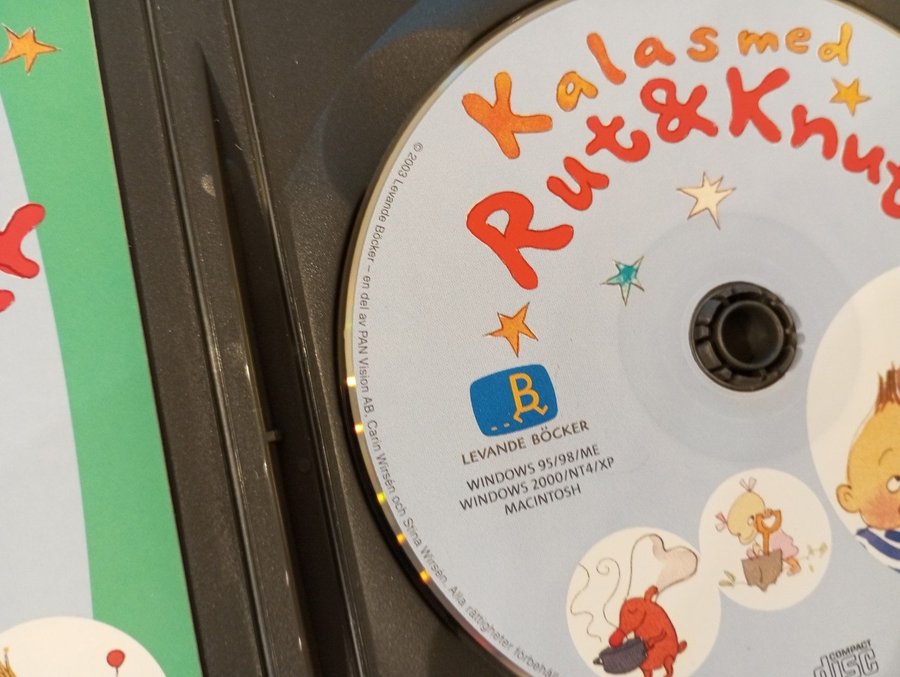 Kalas med
Rut & Knut
© 2003 Levande Böcker – en del av PAN Vision AB, Carin Wirsén och Stina Wirsén. Alla rättigheter förbehål
B
LEVANDE BÖCKER
WINDOWS 95/98/ME
WINDOWS 2000/NT4/XP
MACINTOSH
COMPACT
disc